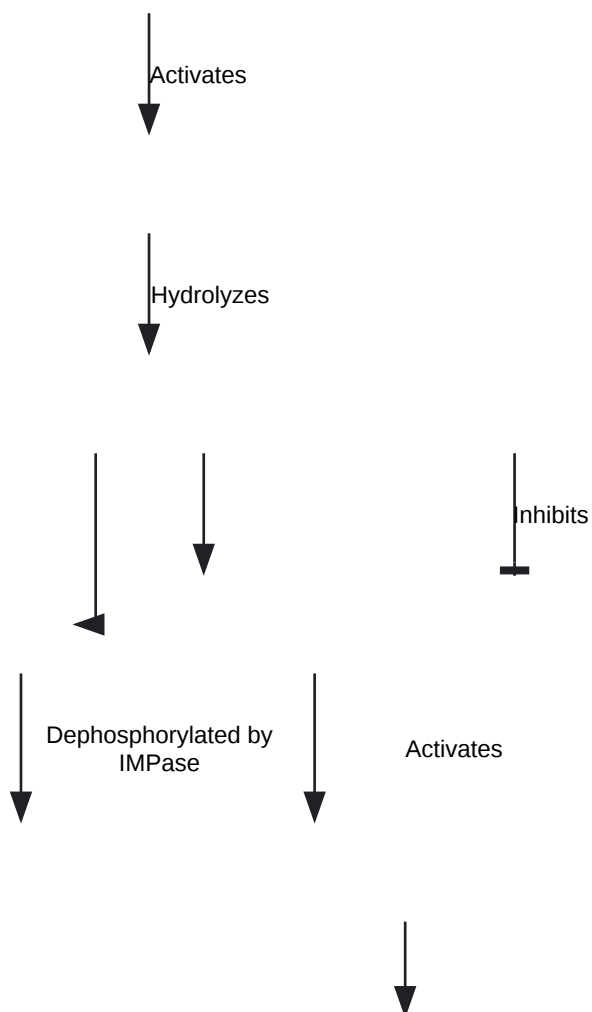 Activates
Hydrolyzes
Inhibits
Dephosphorylated by
IMPase
Activates